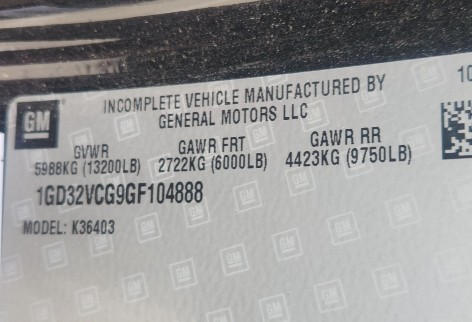 10
INCOMPLETE VEHICLE MANUFACTURED BY
GENERAL MOTORS LLC
GM
GVWR GAWR FRT GAWR RR
5988KG (13200LB) 2722KG (6000LB) 4423KG (9750LB)
1GD32VCG9GF104888
MODEL: K36403